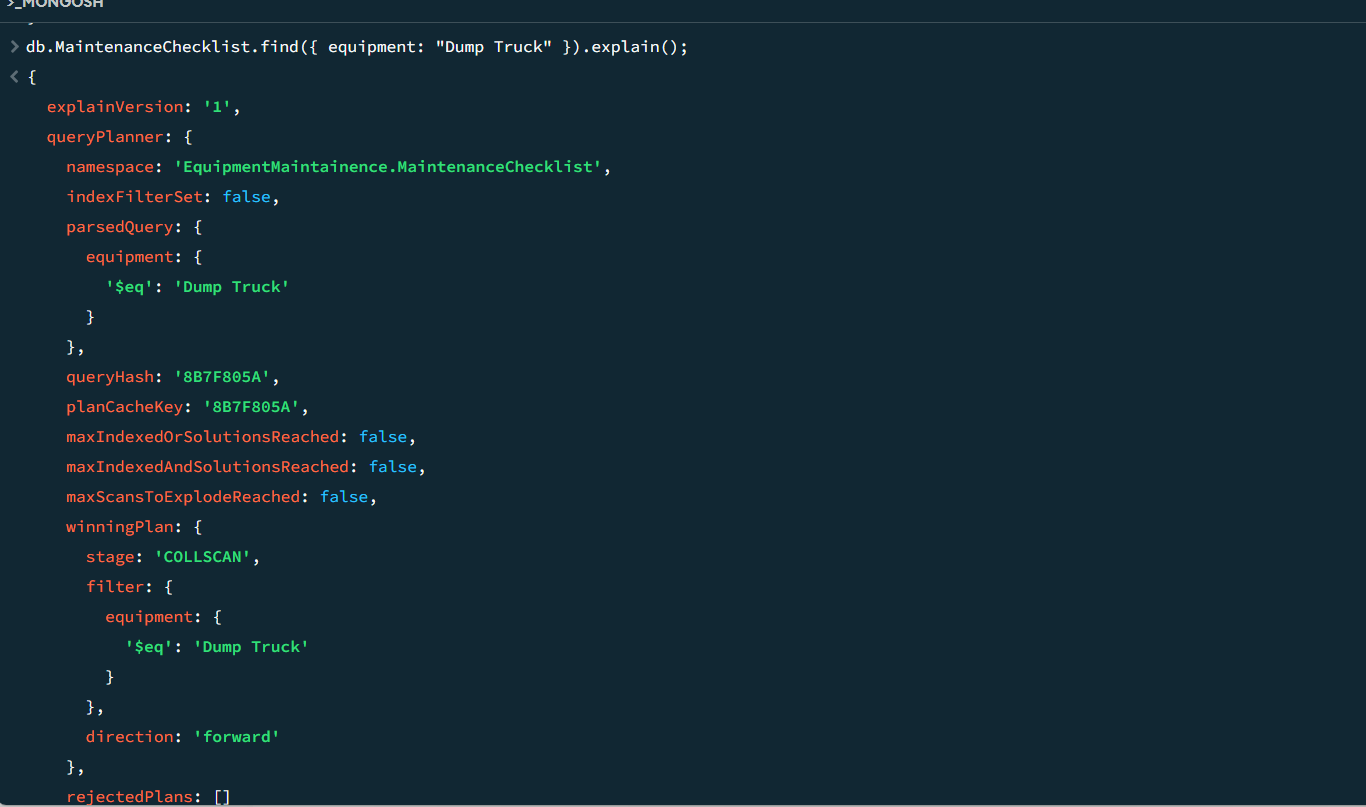 >_MONGOSH
> db.MaintenanceChecklist.find({ equipment: "Dump Truck" }).explain();
< {
explainVersion: '1',
queryPlanner: {
namespace: 'EquipmentMaintainence.MaintenanceChecklist',
indexFilterSet: false,
parsedQuery: {
equipment: {
'$eq': 'Dump Truck'
}
},
queryHash: '8B7F805A',
planCacheKey: '8B7F805A',
maxIndexedOrSolutionsReached: false,
maxIndexedAndSolutionsReached: false,
maxScansToExplodeReached: false,
winningPlan: {
stage: 'COLLSCAN',
filter: {
equipment: {
'$eq': 'Dump Truck'
}
},
direction: 'forward'
},
rejectedPlans: []